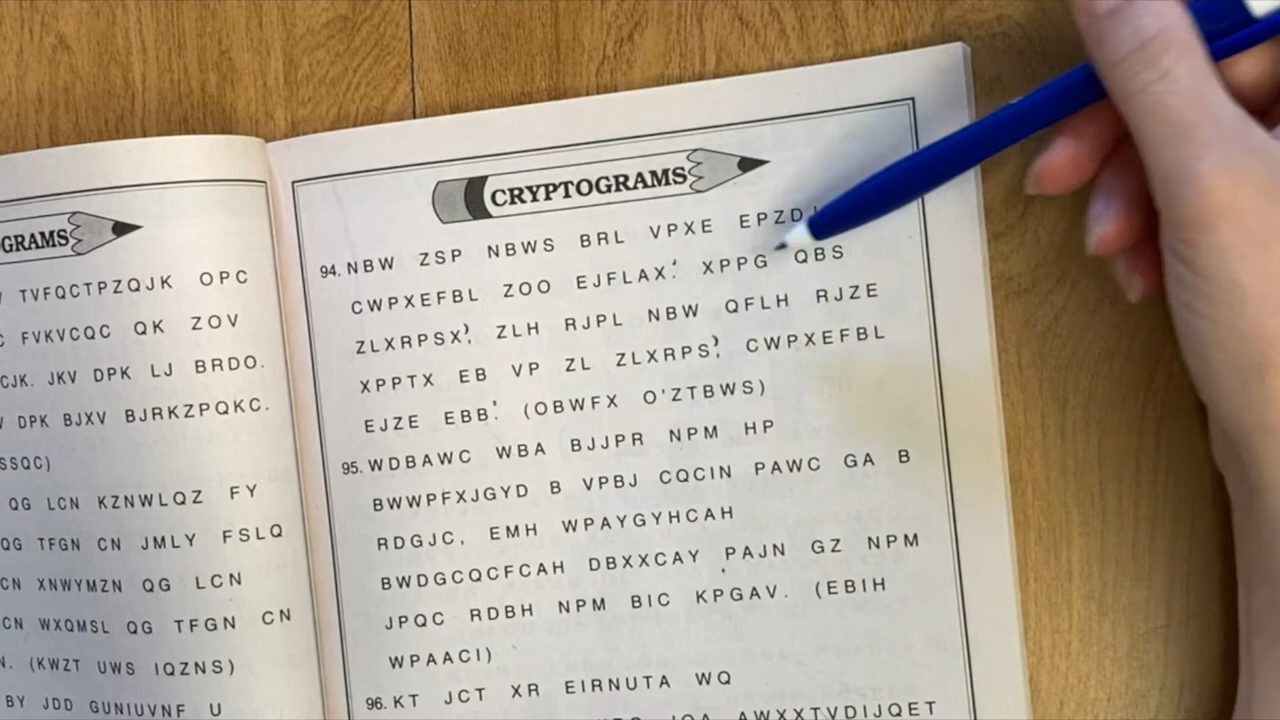 GRAMS
TVFQCTPZQJK OPC
FVKVCQC QK ZOV
CJK. JKV DPK LJ BRDO.
DPK BJXV BJRKZPQKC.
SSQC)
QG LCN KZNWLQZ FY
QG TFGN CN JMLY FSLQ
CN XNWYMZN QG LCN
CN WXQMSL QG TFGN CN
N. (KWZT UWS IQZNS)
BY JDD GUNIUVNF U
CRYPTOGRAMS
94. NBW ZSP NBWS BRL VPXE
CWPXEFBL ZOO EJFLAX: XPPG QBS
ZLXRPSX, ZLH RJPL NBW QFLH RJZE
XPPTX EB VP ZL ZLXRPS, CWPXEFBL
EJZE EBB. (OBWFX O'ZTBWS)
95. WDBAWC WBA BJJPR NPM HP
BWWPFXJGYD B VPBJ CQCIN PAWC GA B
RDGJC, EMH WPAYGYHCAH
BWDGCQCFCAH DBXXCAY PAJN GZ NPM
JPQC RDBH NPM BIC KPGAV. (EBIH
WPAACI)
96. KT JCT XR EIRNUTA WQ
AWXXTVDIJQET